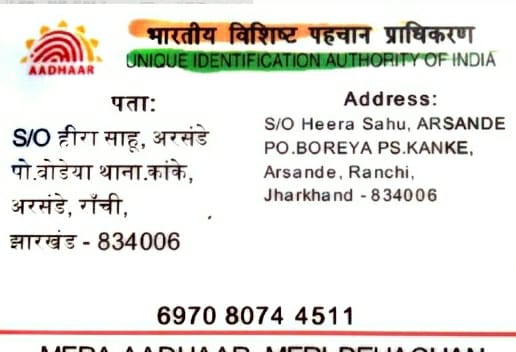 भारतीय विशिष्ट पहचान प्राधिकरण
AADHAAR
UNIQUE IDENTIFICATION AUTHORITY OF INDIA
पता:
S/O हीरा साहू, अरसंडे
पो.वोडेया थाना.कांके,
अरसंडे, राँची,
झारखंड - 834006
Address:
S/O Heera Sahu, ARSANDE
PO.BOREYA PS.KANKE,
Arsande, Ranchi,
Jharkhand - 834006
6970 8074 4511
MERA AADHAAR, MERI PEHACHAN